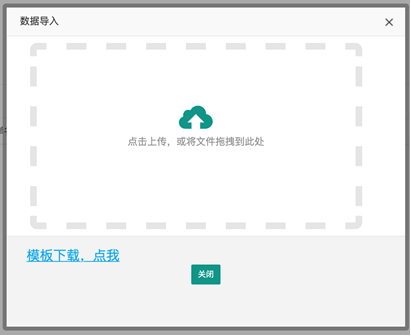 数据导入
点击上传，或将文件拖拽到此处
模板下载，点我
关闭